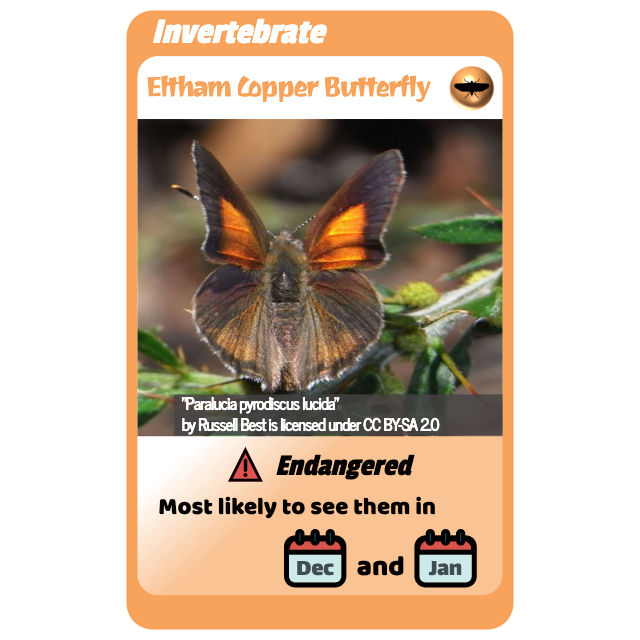 Invertebrate
Eltham Copper Butterfly
"Paralucia pyrodiscus lucida"
by Russell Best is licensed under CC BY-SA 2.0
Endangered
Most likely to see them in
Dec and Jan